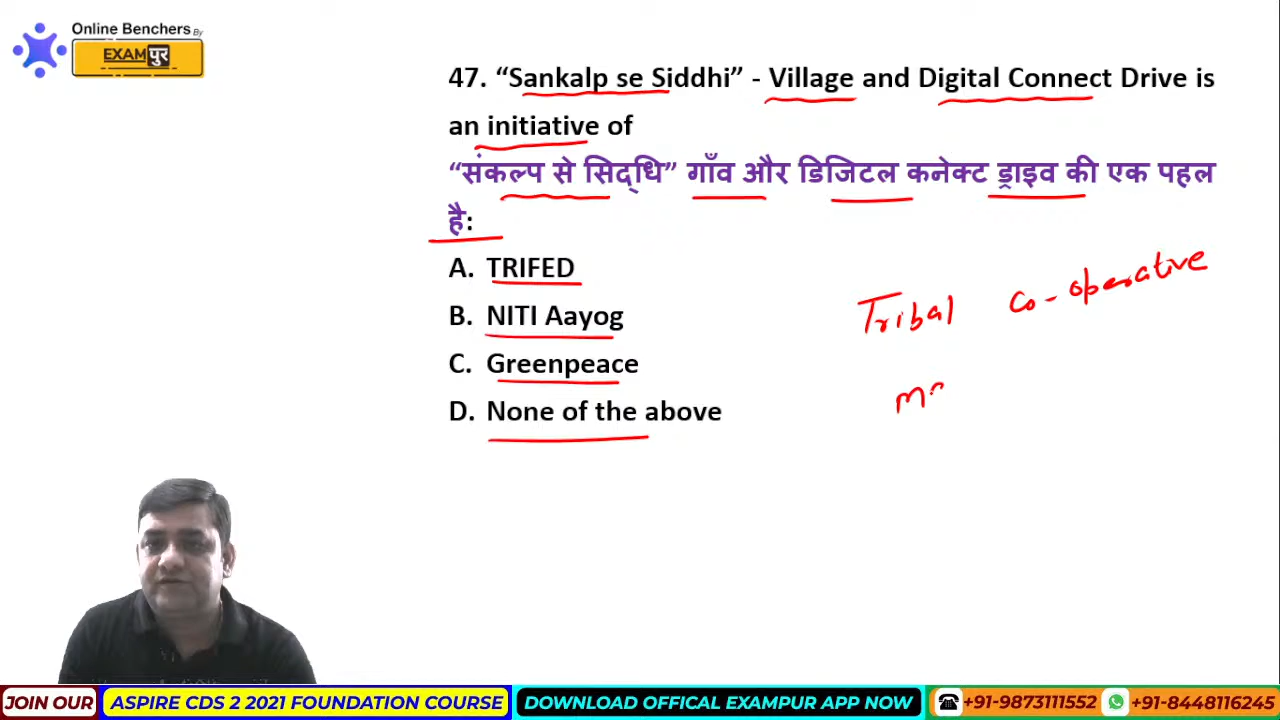 Online Benchers By
EXAMपुर
47. “Sankalp se Siddhi” - Village and Digital Connect Drive is
an initiative of
“संकल्प से सिद्धि” गाँव और डिजिटल कनेक्ट ड्राइव की एक पहल
है:
A. TRIFED
B. NITI Aayog
C. Greenpeace
D. None of the above
Tribal Co-operative
JOIN OUR ASPIRE CDS 2 2021 FOUNDATION COURSE DOWNLOAD OFFICAL EXAMPUR APP NOW +91-9873111552 +91-8448116245